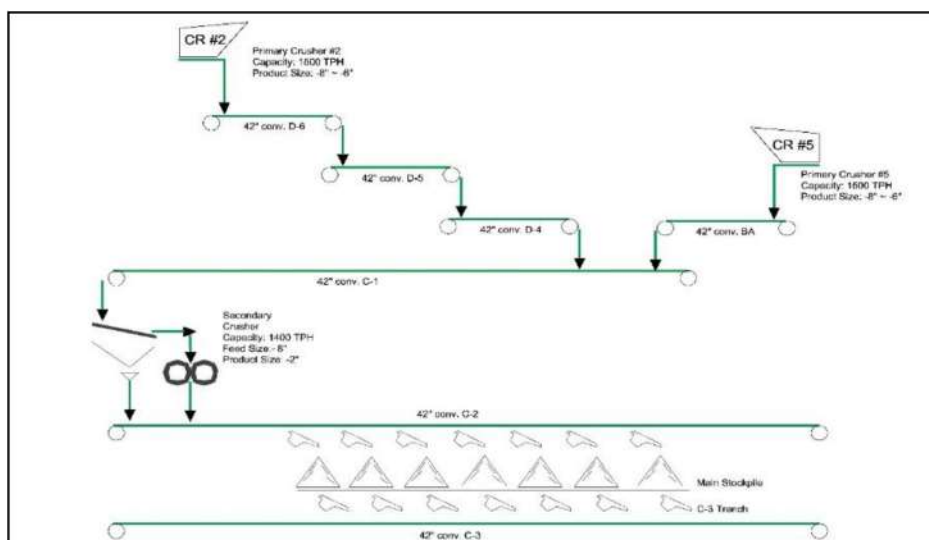 CR #2
Primary Crusher #2
Capacity: 1600 TPH
Product Size: -8" ~ -6"
42" conv. D-6
CR #5
42" conv. D-5
Primary Crusher #5
Capacity: 1600 TPH
Product Size: -8" ~ -6"
42" conv. D-4
42" conv. BA
42" conv. C-1
Secondary
Crusher
Capacity: 1400 TPH
Feed Size: -8"
Product Size: -2"
42" conv. C-2
Main Stockpile
C-3 Trench
42" conv. C-3